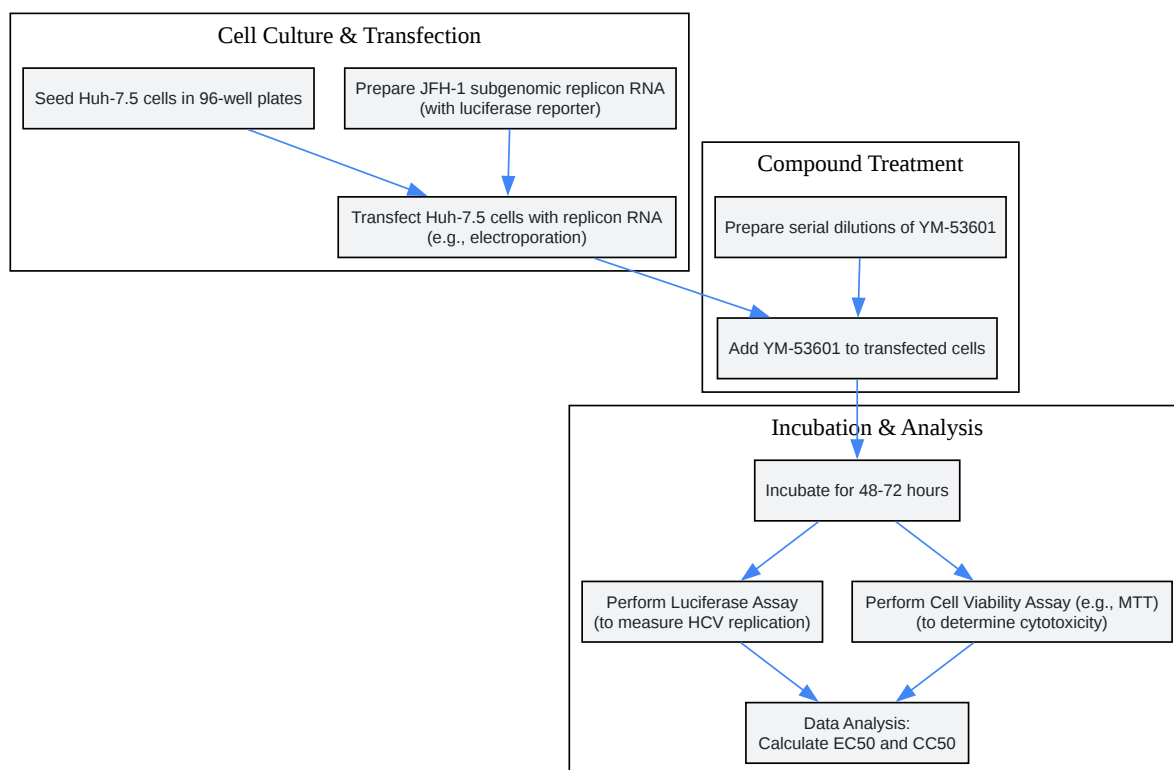 Cell Culture & Transfection
Seed Huh-7.5 cells in 96-well plates
Prepare JFH-1 subgenomic replicon RNA
(with luciferase reporter)
Transfect Huh-7.5 cells with replicon RNA
(e.g., electroporation)
Compound Treatment
Prepare serial dilutions of YM-53601
Add YM-53601 to transfected cells
Incubation & Analysis
Incubate for 48-72 hours
Perform Luciferase Assay
(to measure HCV replication)
Perform Cell Viability Assay (e.g., MTT)
(to determine cytotoxicity)
Data Analysis:
Calculate EC50 and CC50